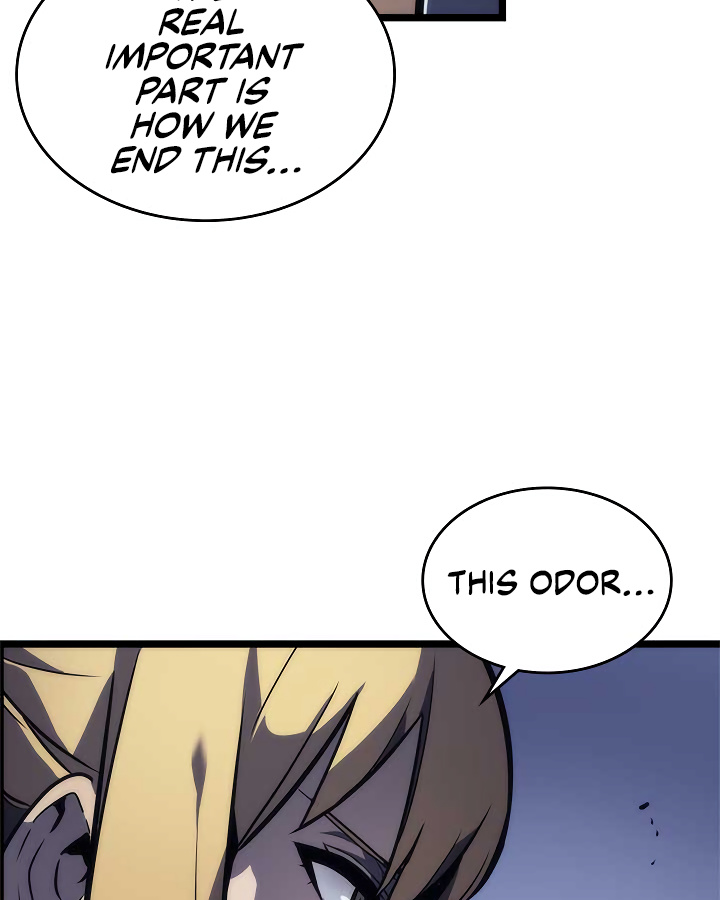 REAL
IMPORTANT
PART IS
HOW WE
END THIS...
THIS ODOR...